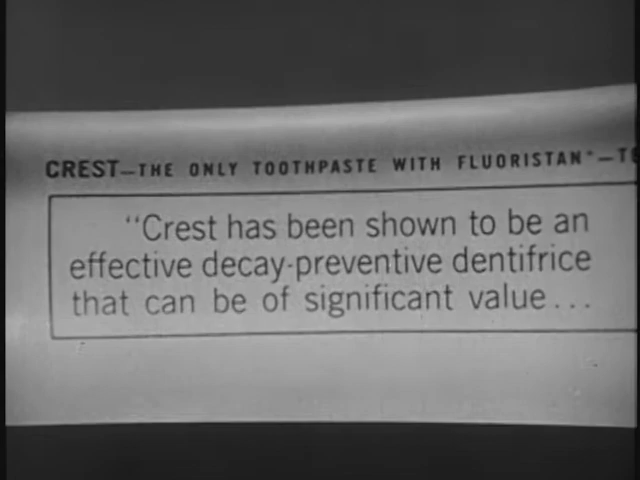 CREST—THE ONLY TOOTHPASTE WITH FLUORISTAN*—
"Crest has been shown to be an
effective decay-preventive dentifrice
that can be of significant value...